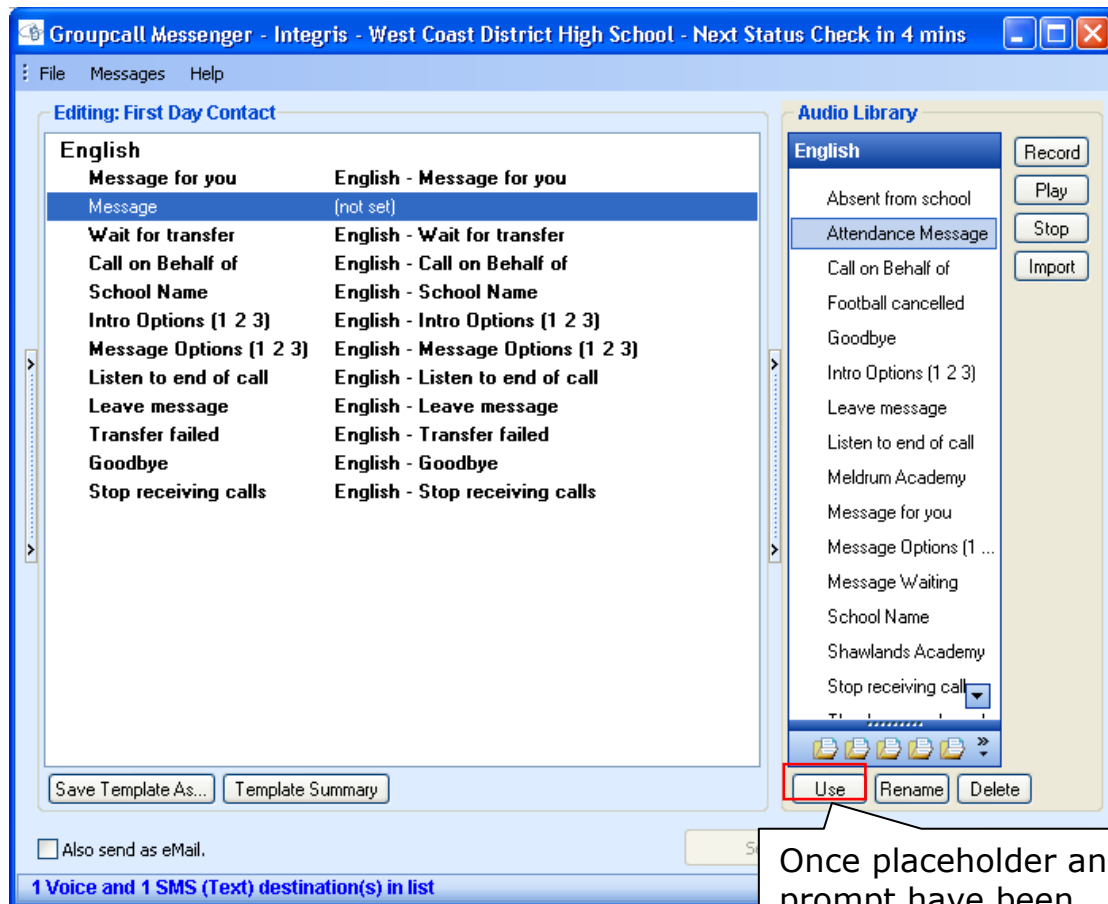 Groupcall Messenger - Integris - West Coast District High School - Next Status Check in 4 mins
File Messages Help
Editing: First Day Contact
English
Message for you English - Message for you
Message (not set)
Wait for transfer English - Wait for transfer
Call on Behalf of English - Call on Behalf of
School Name English - School Name
Intro Options (1 2 3) English - Intro Options (1 2 3)
Message Options (1 2 3) English - Message Options (1 2 3)
Listen to end of call English - Listen to end of call
Leave message English - Leave message
Transfer failed English - Transfer failed
Goodbye English - Goodbye
Stop receiving calls English - Stop receiving calls
Save Template As... Template Summary
Also send as eMail.
1 Voice and 1 SMS (Text) destination(s) in list
Audio Library
English
Absent from school
Attendance Message
Call on Behalf of
Football cancelled
Goodbye
Intro Options (1 2 3)
Leave message
Listen to end of call
Meldrum Academy
Message for you
Message Options (1 ...
Message Waiting
School Name
Shawlands Academy
Stop receiving call
Record
Play
Stop
Import
Use Rename Delete
Once placeholder an
prompt have been